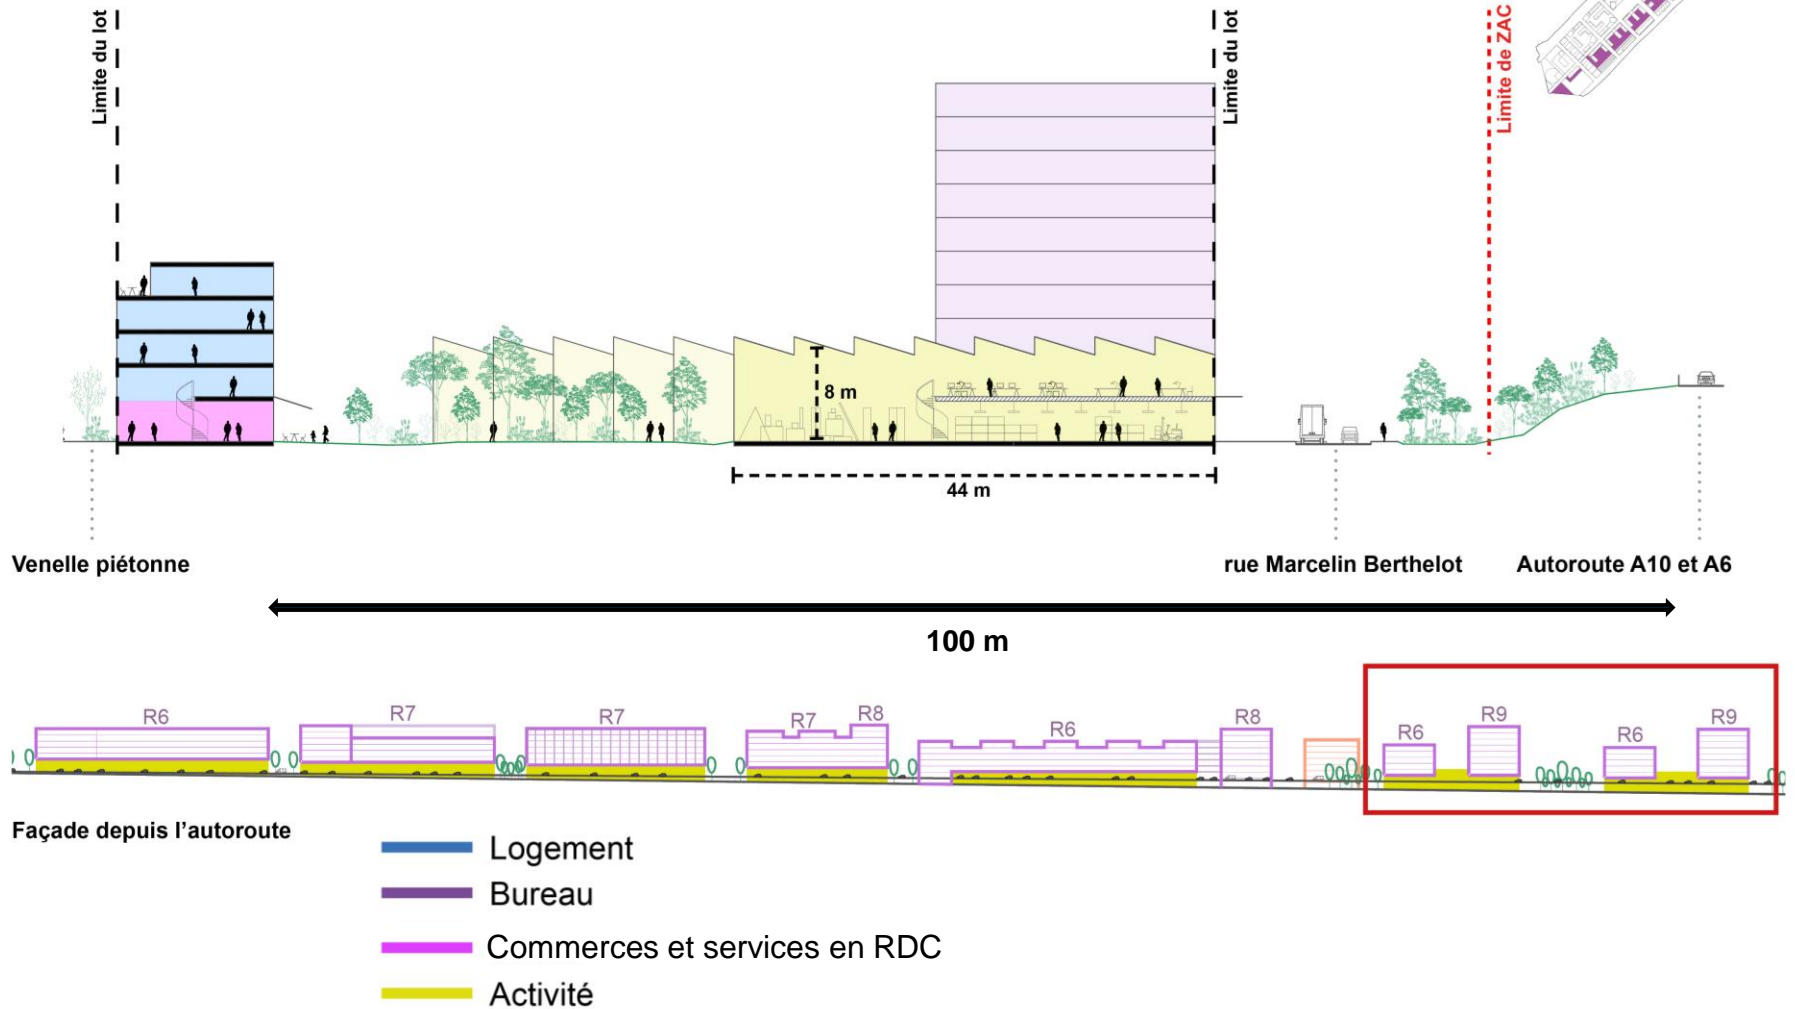 Limite du lot
Limite du lot
Limite de ZAC
8 m
44 m
Venelle piétonne
rue Marcelin Berthelot
Autoroute A10 et A6
100 m
R6
R7
R7
R7
R8
R6
R8
R6
R9
R6
R9
Façade depuis l’autoroute
Logement
Bureau
Commerces et services en RDC
Activité